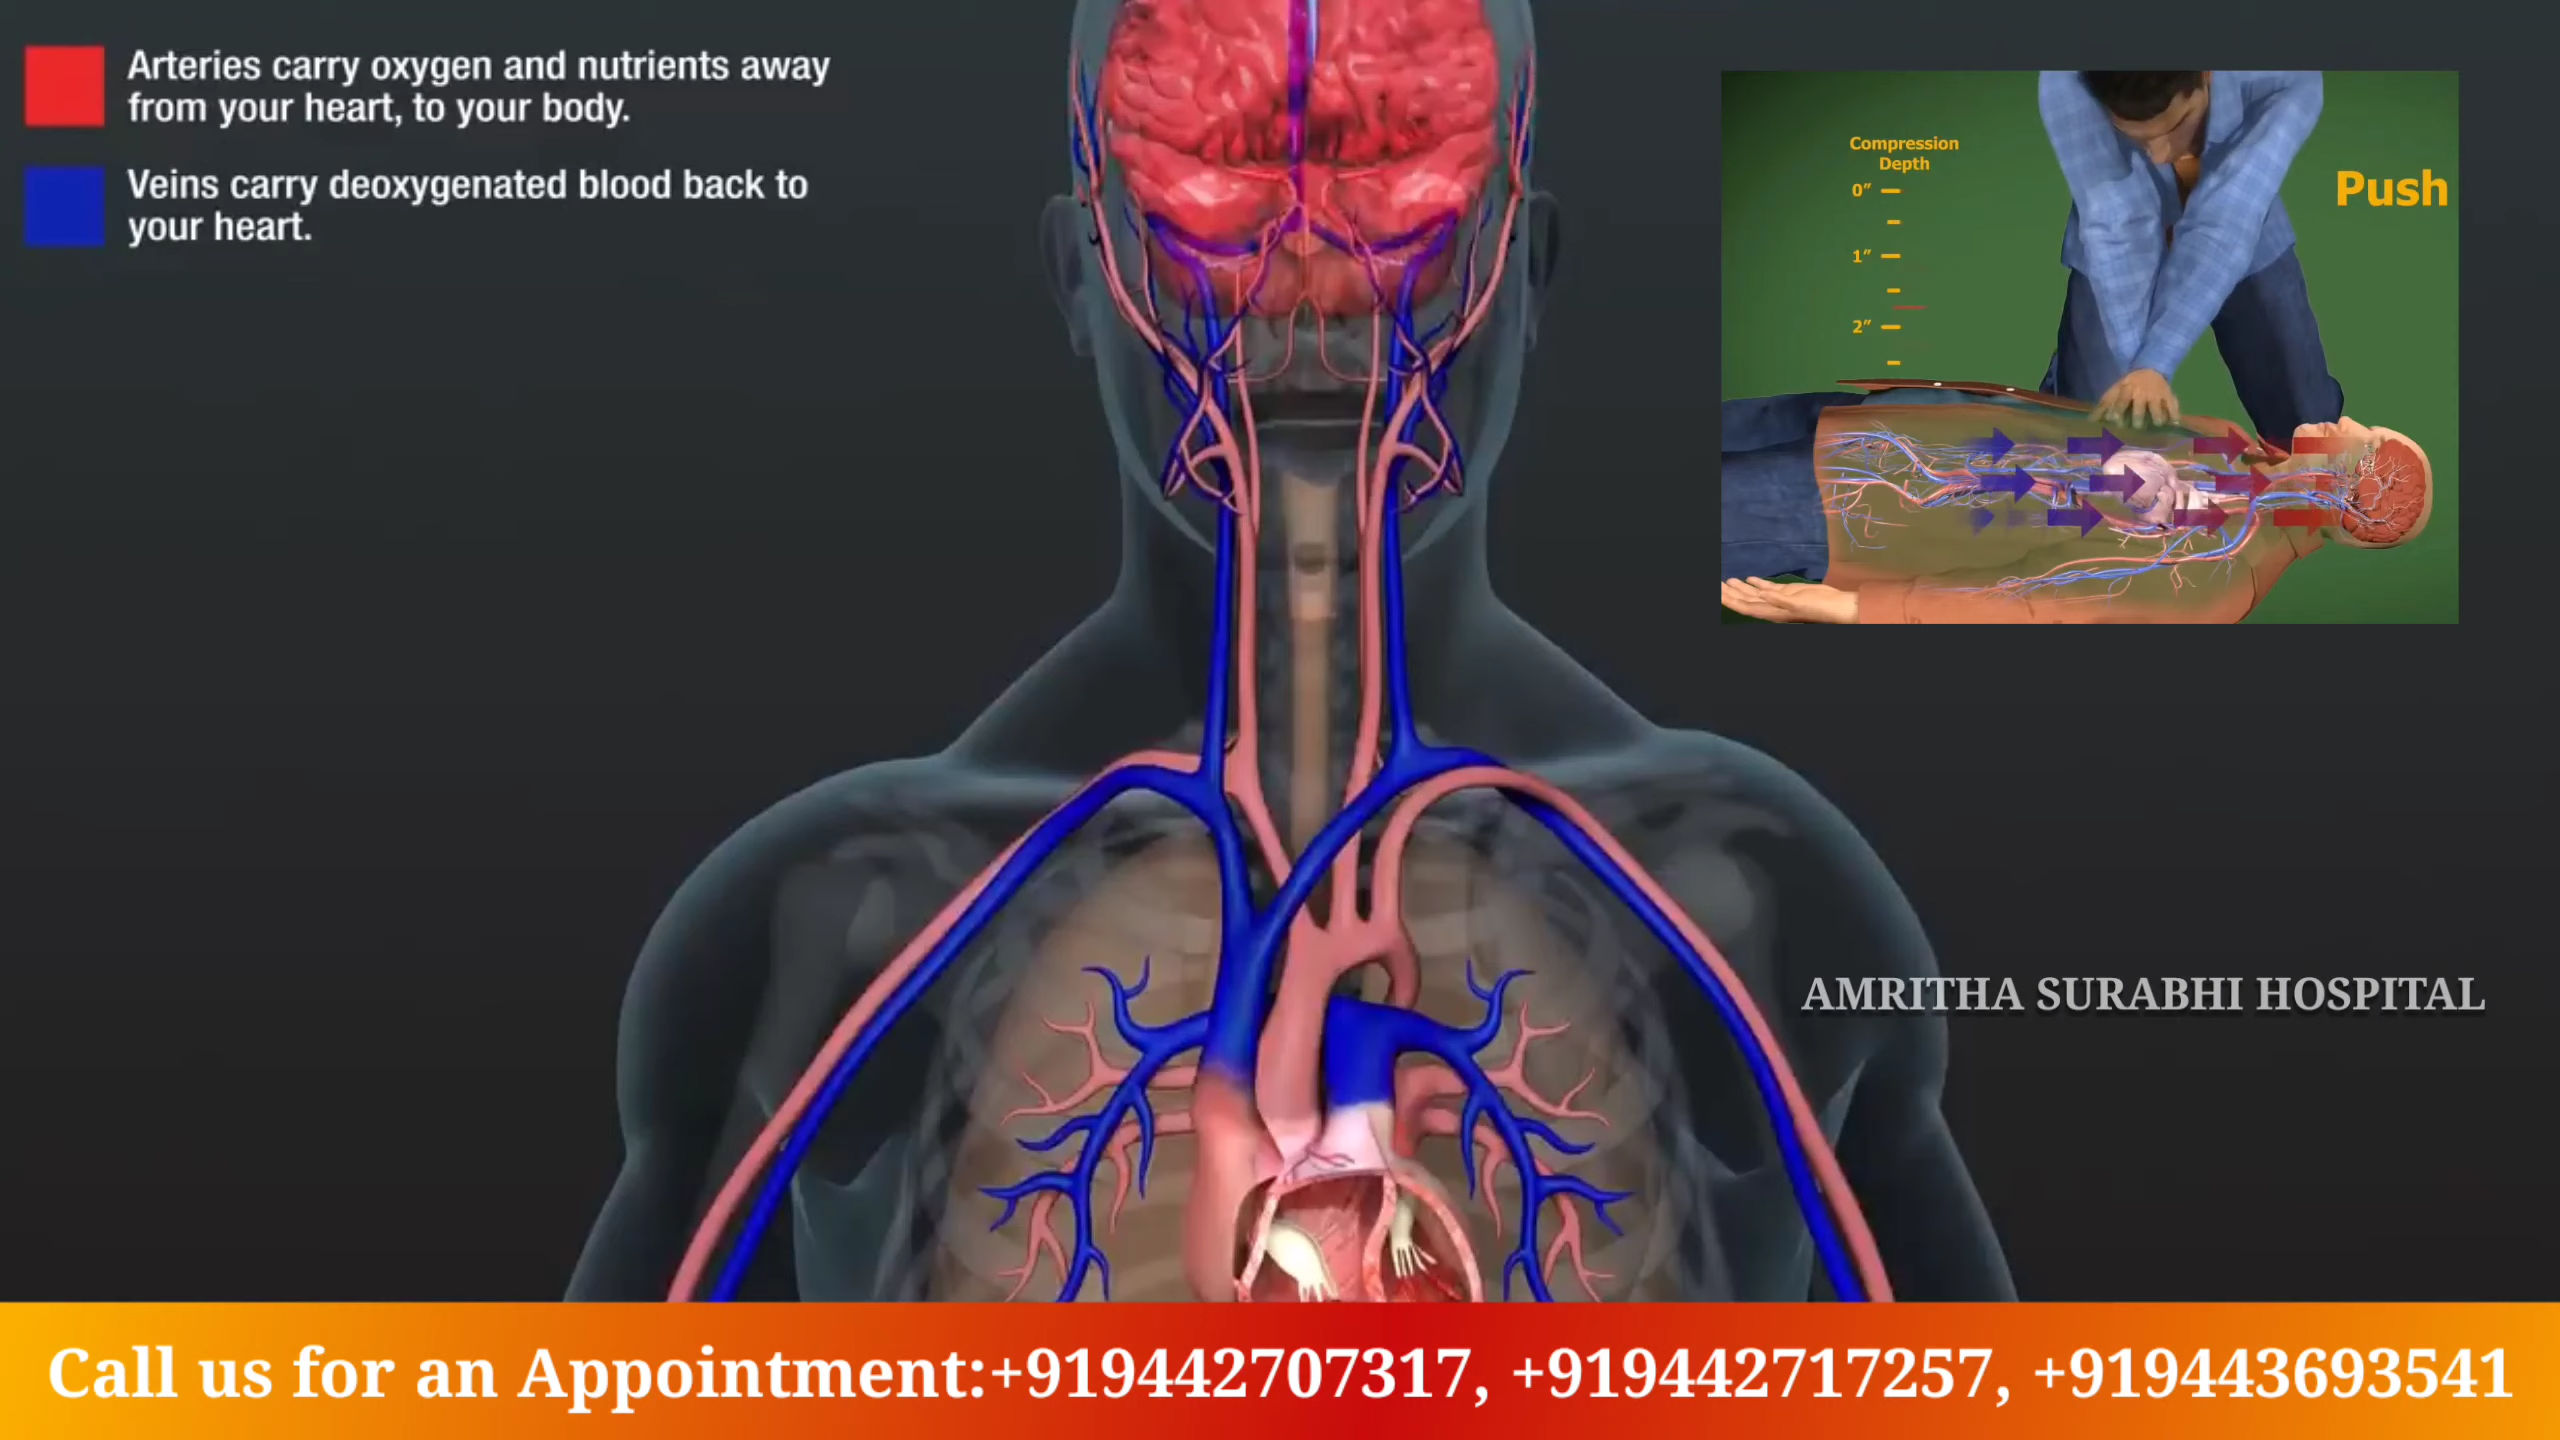 Arteries carry oxygen and nutrients away
from your heart, to your body.
Veins carry deoxygenated blood back to
your heart.
Compression
Depth
0”
1”
2”
Push
AMRITHA SURABHI HOSPITAL
Call us for an Appointment:+919442707317, +919442717257, +919443693541